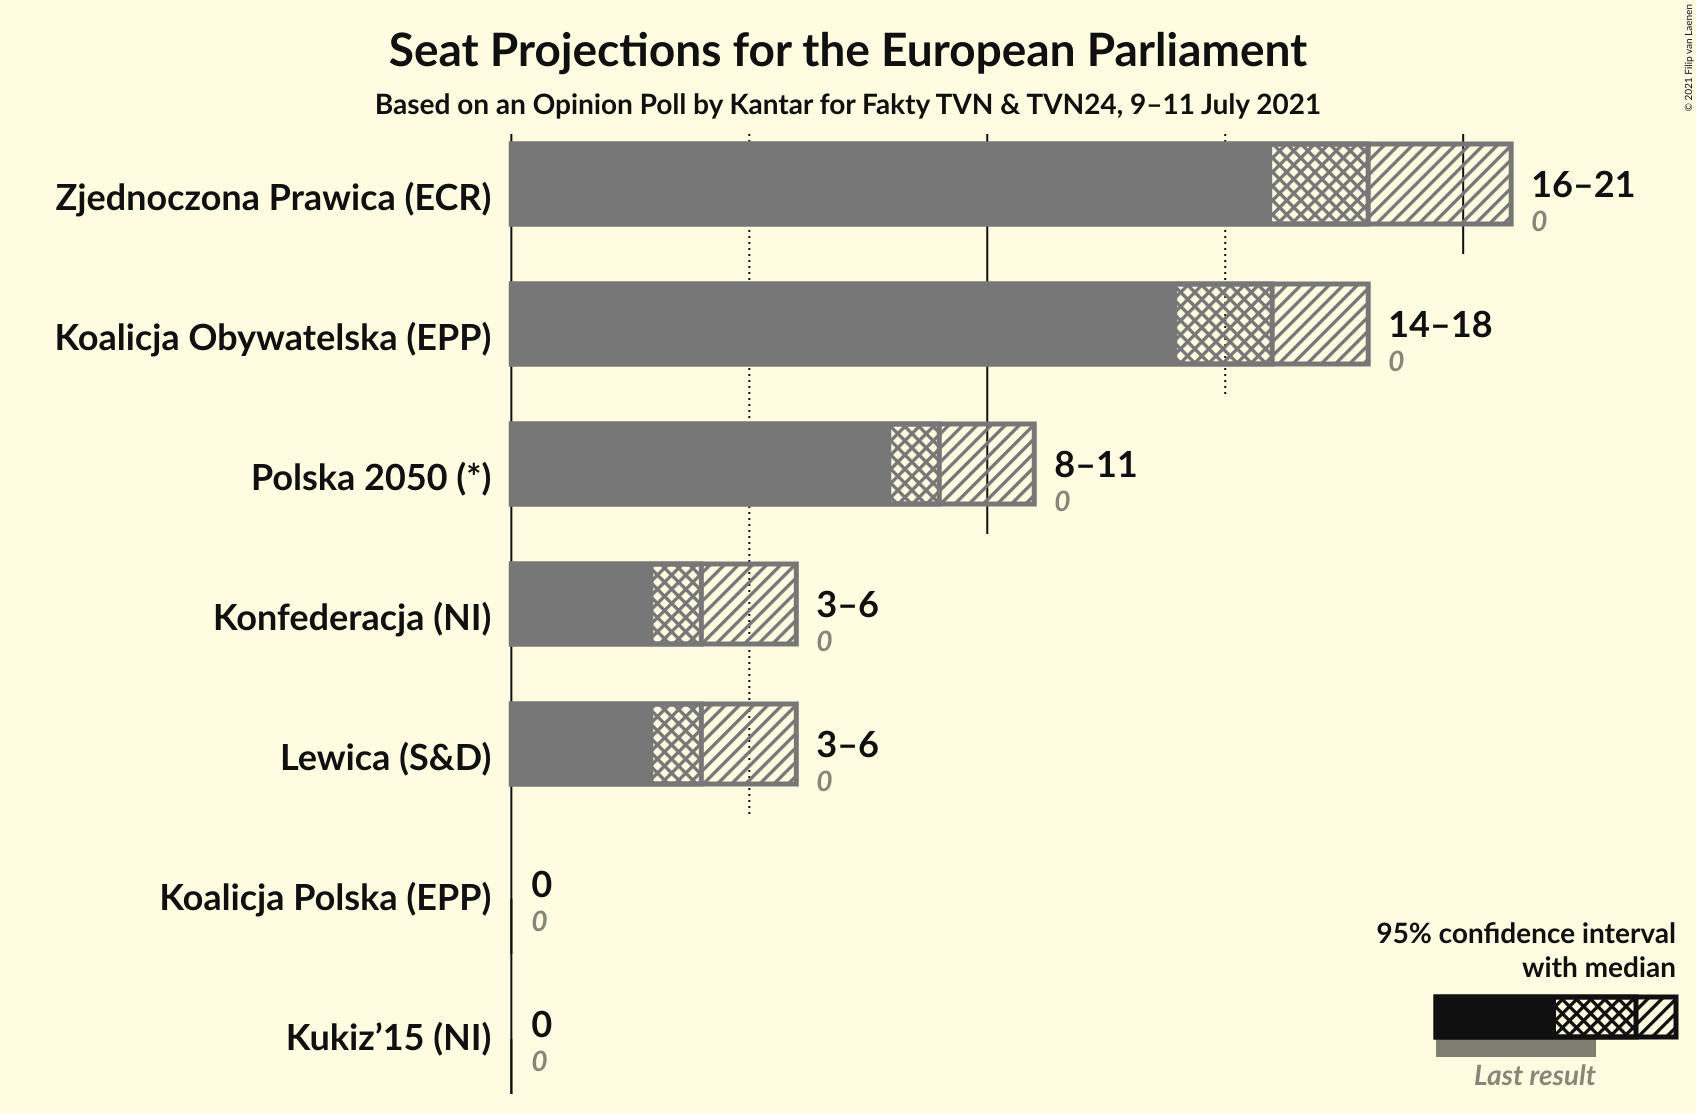 Seat Projections for the European Parliament
Based on an Opinion Poll by Kantar for Fakty TVN & TVN24, 9–11 July 2021
© 2021 Filip van Laenen
Zjednoczona Prawica (ECR)
16–21
0
Koalicja Obywatelska (EPP)
14–18
0
Polska 2050 (*)
8–11
0
Konfederacja (NI)
3–6
0
Lewica (S&D)
3–6
0
Koalicja Polska (EPP)
0
0
Kukiz’15 (NI)
0
0
95% confidence interval
with median
Last result